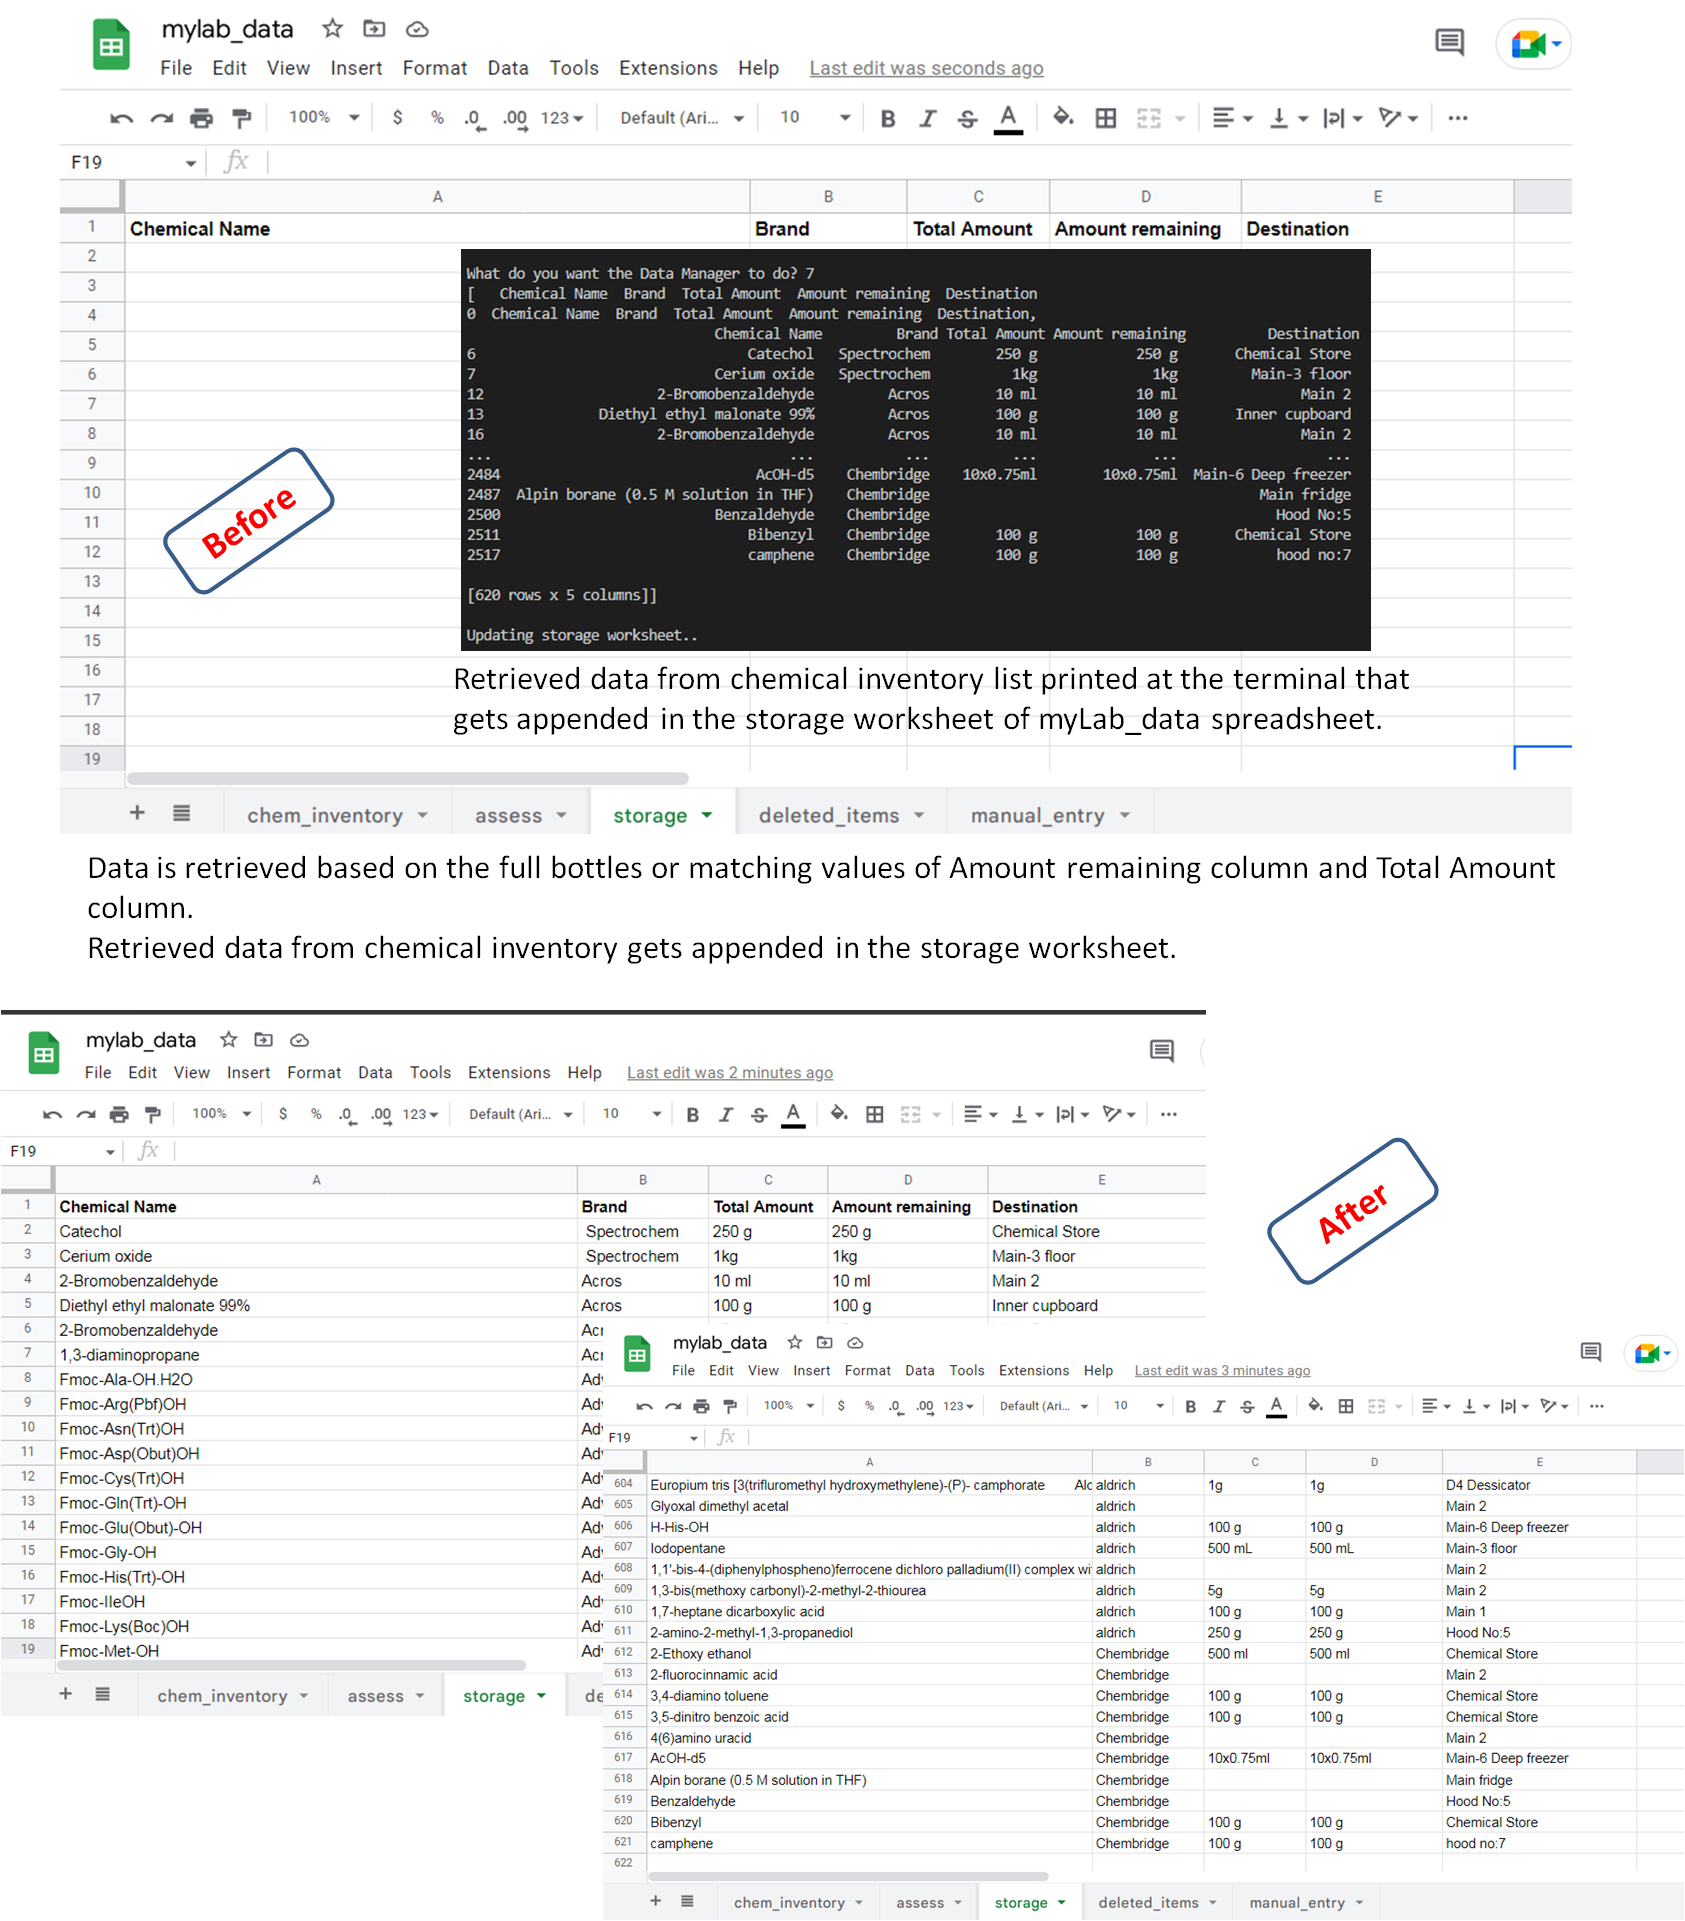 mylab_data
File Edit View Insert Format Data Tools Extensions Help Last edit was seconds ago
100% $ % .0 .00 123 Default (Ari... 10 B I S A ...
F19 fx
A B C D E
1 Chemical Name Brand Total Amount Amount remaining Destination
2
3
4
5
6
7
8
9
10
11
12
13
14
15
16
17
18
19
What do you want the Data Manager to do? 7
[ Chemical Name Brand Total Amount Amount remaining Destination
0 Chemical Name Brand Total Amount Amount remaining Destination,
Chemical Name Brand Total Amount Amount remaining Destination
6 Catechol Spectrochem 250 g 250 g Chemical Store
7 Cerium oxide Spectrochem 1kg 1kg Main-3 floor
12 2-Bromobenzaldehyde Acros 10 ml 10 ml Main 2
13 Diethyl ethyl malonate 99% Acros 100 g 100 g Inner cupboard
16 2-Bromobenzaldehyde Acros 10 ml 10 ml Main 2
... ... ... ... ... ...
2484 AcOH-d5 Chembridge 10x0.75ml 10x0.75ml Main-6 Deep freezer
2487 Alpin borane (0.5 M solution in THF) Chembridge Main fridge
2500 Benzaldehyde Chembridge Hood No:5
2511 Bibenzyl Chembridge 100 g 100 g Chemical Store
2517 camphene Chembridge 100 g 100 g hood no:7
[620 rows x 5 columns]]
Updating storage worksheet..
Before
Retrieved data from chemical inventory list printed at the terminal that
gets appended in the storage worksheet of myLab_data spreadsheet.
+ chem_inventory assess storage deleted_items manual_entry
Data is retrieved based on the full bottles or matching values of Amount remaining column and Total Amount
column.
Retrieved data from chemical inventory gets appended in the storage worksheet.
mylab_data
File Edit View Insert Format Data Tools Extensions Help Last edit was 2 minutes ago
100% $ % .0 .00 123 Default (Ari... 10 B I S A ...
F19 fx
A B C D E
1 Chemical Name Brand Total Amount Amount remaining Destination
2 Catechol Spectrochem 250 g 250 g Chemical Store
3 Cerium oxide Spectrochem 1kg 1kg Main-3 floor
4 2-Bromobenzaldehyde Acros 10 ml 10 ml Main 2
5 Diethyl ethyl malonate 99% Acros 100 g 100 g Inner cupboard
6 2-Bromobenzaldehyde Acr
7 1,3-diaminopropane Acr
8 Fmoc-Ala-OH.H2O Adv
9 Fmoc-Arg(Pbf)OH Adv
10 Fmoc-Asn(Trt)OH Adv
11 Fmoc-Asp(Obut)OH Adv
12 Fmoc-Cys(Trt)OH Adv
13 Fmoc-Gln(Trt)-OH Adv
14 Fmoc-Glu(Obut)-OH Adv
15 Fmoc-Gly-OH Adv
16 Fmoc-His(Trt)-OH Adv
17 Fmoc-IleOH Adv
18 Fmoc-Lys(Boc)OH Adv
19 Fmoc-Met-OH Adv
+ chem_inventory assess storage de
After
mylab_data
File Edit View Insert Format Data Tools Extensions Help Last edit was 3 minutes ago
100% $ % .0 .00 123 Default (Ari... 10 B I S A ...
F19 fx
A B C D E
604 Europium tris [3(trifluromethyl hydroxymethylene)-(P)- camphorate Alc aldrich 1g 1g D4 Dessicator
605 Glyoxal dimethyl acetal aldrich Main 2
606 H-His-OH aldrich 100 g 100 g Main-6 Deep freezer
607 Iodopentane aldrich 500 mL 500 mL Main-3 floor
608 1,1'-bis-4-(diphenylphospheno)ferrocene dichloro palladium(II) complex wi aldrich Main 2
609 1,3-bis(methoxy carbonyl)-2-methyl-2-thiourea aldrich 5g 5g Main 2
610 1,7-heptane dicarboxylic acid aldrich 100 g 100 g Main 1
611 2-amino-2-methyl-1,3-propanediol aldrich 250 g 250 g Hood No:5
612 2-Ethoxy ethanol Chembridge 500 ml 500 ml Chemical Store
613 2-fluorocinnamic acid Chembridge Main 2
614 3,4-diamino toluene Chembridge 100 g 100 g Chemical Store
615 3,5-dinitro benzoic acid Chembridge 100 g 100 g Chemical Store
616 4(6)amino uracid Chembridge Main 2
617 AcOH-d5 Chembridge 10x0.75ml 10x0.75ml Main-6 Deep freezer
618 Alpin borane (0.5 M solution in THF) Chembridge Main fridge
619 Benzaldehyde Chembridge Hood No:5
620 Bibenzyl Chembridge 100 g 100 g Chemical Store
621 camphene Chembridge 100 g 100 g hood no:7
622
+ chem_inventory assess storage deleted_items manual_entry